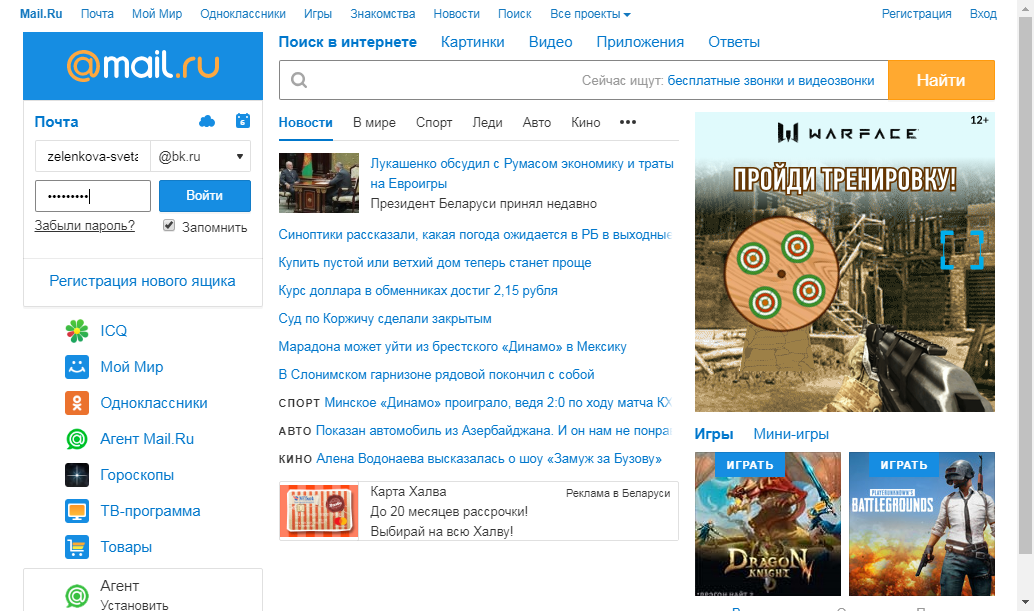 Mail.Ru Почта Мой Мир Одноклассники Игры Знакомства Новости Поиск Все проекты Регистрация Вход
@mail.ru
Почта 6
zelenkova-sveta @bk.ru
Войти
Забыли пароль? Запомнить
Регистрация нового ящика
ICQ
Мой Мир
Одноклассники
Агент Mail.Ru
Гороскопы
ТВ-программа
Товары
Агент
Установить
Поиск в интернете Картинки Видео Приложения Ответы
Сейчас ищут: бесплатные звонки и видеозвонки Найти
Новости В мире Спорт Леди Авто Кино •••
Лукашенко обсудил с Румасом экономику и траты
на Евроигры
Президент Беларуси принял недавно
Синоптики рассказали, какая погода ожидается в РБ в выходные
Купить пустой или ветхий дом теперь станет проще
Курс доллара в обменниках достиг 2,15 рубля
Суд по Коржичу сделали закрытым
Марадона может уйти из брестского «Динамо» в Мексику
В Слонимском гарнизоне рядовой покончил с собой
СПОРТ Минское «Динамо» проиграло, ведя 2:0 по ходу матча КХ
АВТО Показан автомобиль из Азербайджана. И он нам не понра
КИНО Алена Водонаева высказалась о шоу «Замуж за Бузову»
Карта Халва Реклама в Беларуси
До 20 месяцев рассрочки!
Выбирай на всю Халву!
WARFACE 12+
ПРОЙДИ ТРЕНИРОВКУ!
Игры Мини-игры
ИГРАТЬ
DRAGON
KNIGHT
ИГРАТЬ
PLAYERUNKNOWN'S
BATTLEGROUNDS